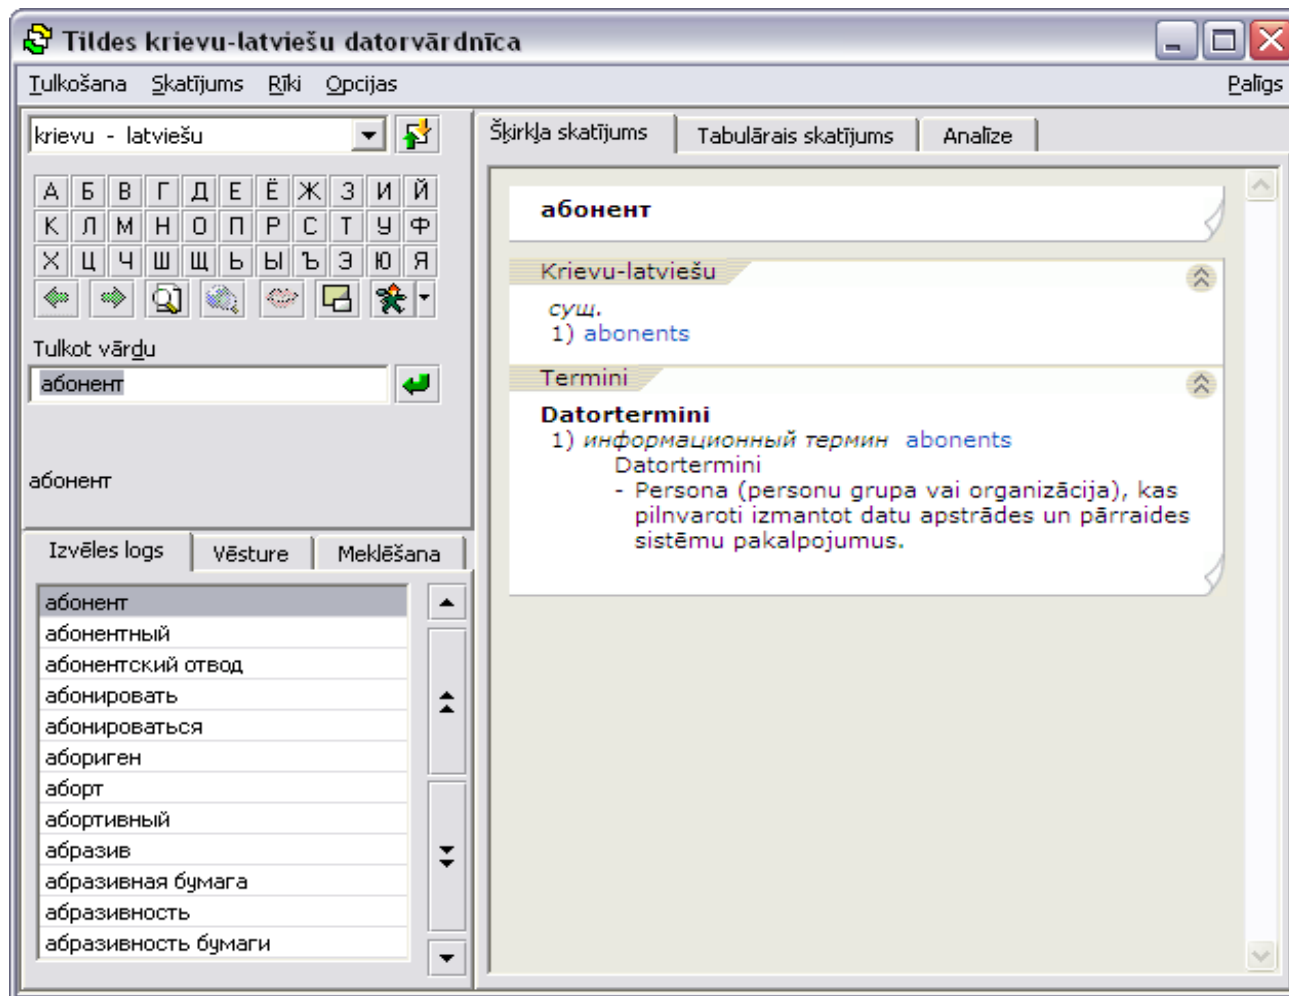 Tildes krievu-latviešu datorvārdnīca
Tulkošana Skatījums Rīki Opcijas Palīgs
krievu - latviešu
А Б В Г Д Е Ё Ж З И Й
К Л М Н О П Р С Т У Ф
Х Ц Ч Ш Щ Ь Ы Ъ Э Ю Я
Tulkot vārdu
абонент
абонент
Izvēles logs Vēsture Meklēšana
абонент
абонентный
абонентский отвод
абонировать
абонироваться
абориген
аборт
абортивный
абразив
абразивная бумага
абразивность
абразивность бумаги
Šķirkļa skatījums Tabulārais skatījums Analīze
абонент
Krievu-latviešu
сущ.
1) abonents
Termini
Datortermini
1) информационный термин abonents
Datortermini
- Persona (personu grupa vai organizācija), kas
pilnvaroti izmantot datu apstrādes un pārraides
sistēmu pakalpojumus.